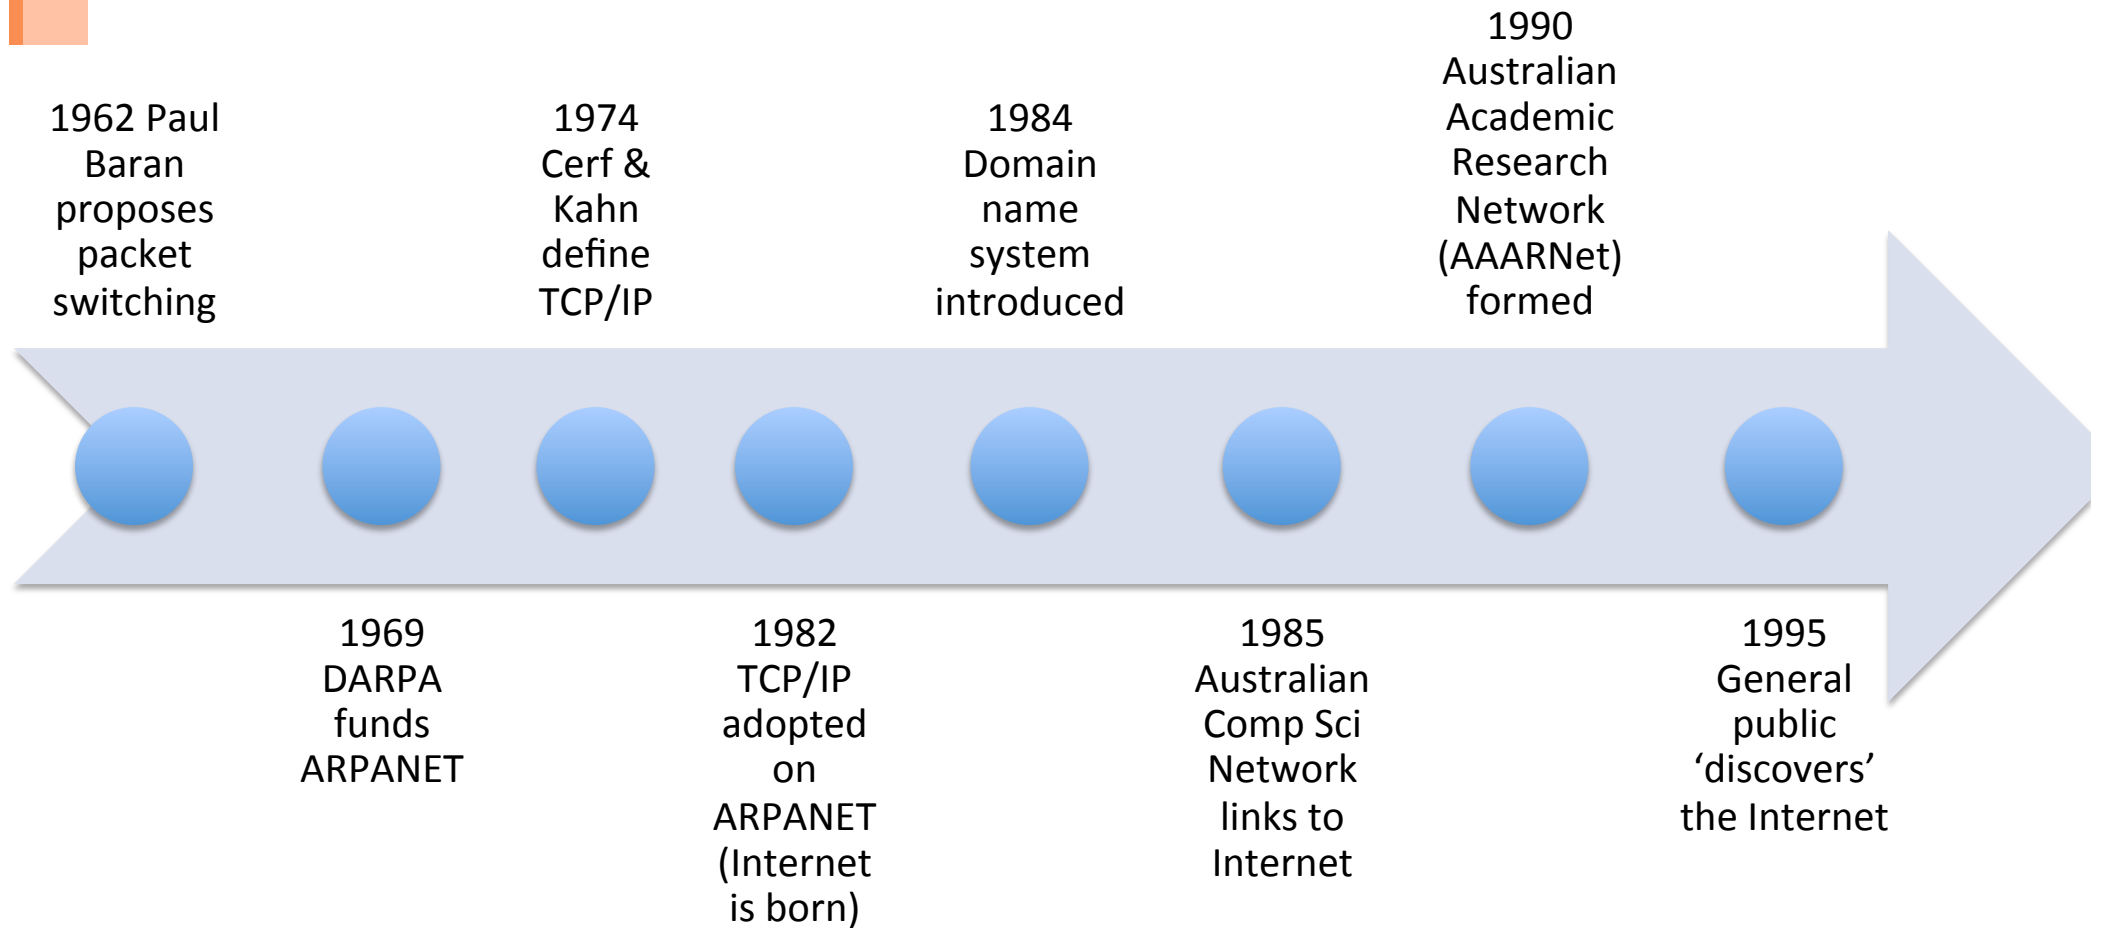 1962 Paul
Baran
proposes
packet
switching
1969
DARPA
funds
ARPANET
1974
Cerf &
Kahn
define
TCP/IP
1982
TCP/IP
adopted
on
ARPANET
(Internet
is born)
1984
Domain
name
system
introduced
1985
Australian
Comp Sci
Network
links to
Internet
1990
Australian
Academic
Research
Network
(AAARNet)
formed
1995
General
public
‘discovers’
the Internet